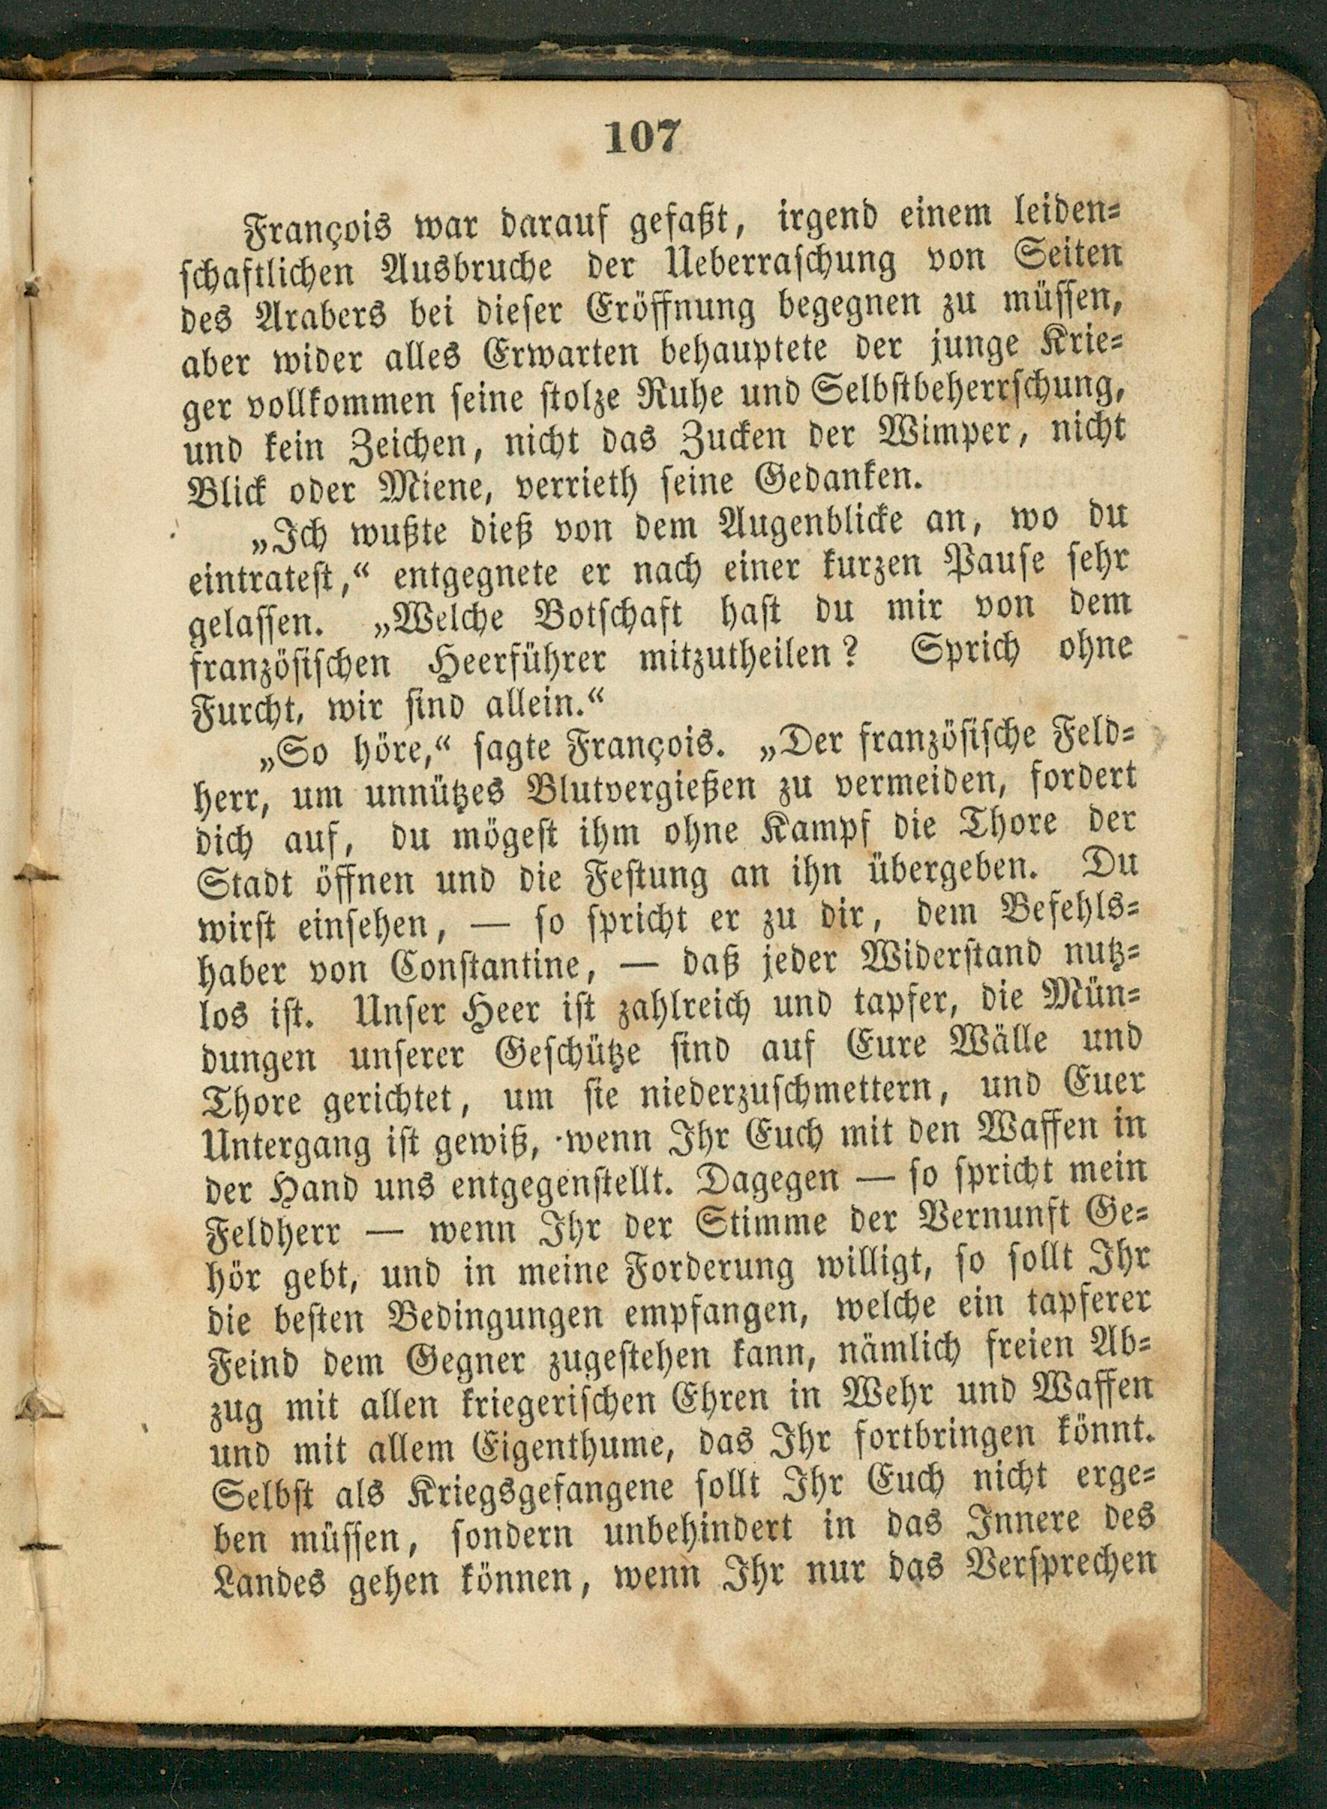 107
François war darauf gefaßt, irgend einem leiden-
schaftlichen Ausbruche der Ueberraschung von Seiten
des Arabers bei dieser Eröffnung begegnen zu müssen,
aber wider alles Erwarten behauptete der junge Krie-
ger vollkommen seine stolze Ruhe und Selbstbeherrschung,
und kein Zeichen, nicht das Zucken der Wimper, nicht
Blick oder Miene, verrieth seine Gedanken.
„Ich wußte dieß von dem Augenblicke an, wo du
eintratest,“ entgegnete er nach einer kurzen Pause sehr
gelassen. „Welche Botschaft hast du mir von dem
französischen Heerführer mitzutheilen? Sprich ohne
Furcht, wir sind allein.“
„So höre,“ sagte François. „Der französische Feld-
herr, um unnützes Blutvergießen zu vermeiden, fordert
dich auf, du mögest ihm ohne Kampf die Thore der
Stadt öffnen und die Festung an ihn übergeben. Du
wirst einsehen, — so spricht er zu dir, dem Befehls-
haber von Constantine, — daß jeder Widerstand nutz-
los ist. Unser Heer ist zahlreich und tapfer, die Mün-
dungen unserer Geschütze sind auf Eure Wälle und
Thore gerichtet, um sie niederzuschmettern, und Euer
Untergang ist gewiß, wenn Ihr Euch mit den Waffen in
der Hand uns entgegenstellt. Dagegen — so spricht mein
Feldherr — wenn Ihr der Stimme der Vernunft Ge-
hör gebt, und in meine Forderung willigt, so sollt Ihr
die besten Bedingungen empfangen, welche ein tapferer
Feind dem Gegner zugestehen kann, nämlich freien Ab-
zug mit allen kriegerischen Ehren in Wehr und Waffen
und mit allem Eigenthume, das Ihr fortbringen könnt.
Selbst als Kriegsgefangene sollt Ihr Euch nicht erge-
ben müssen, sondern unbehindert in das Innere des
Landes gehen können, wenn Ihr nur das Versprechen